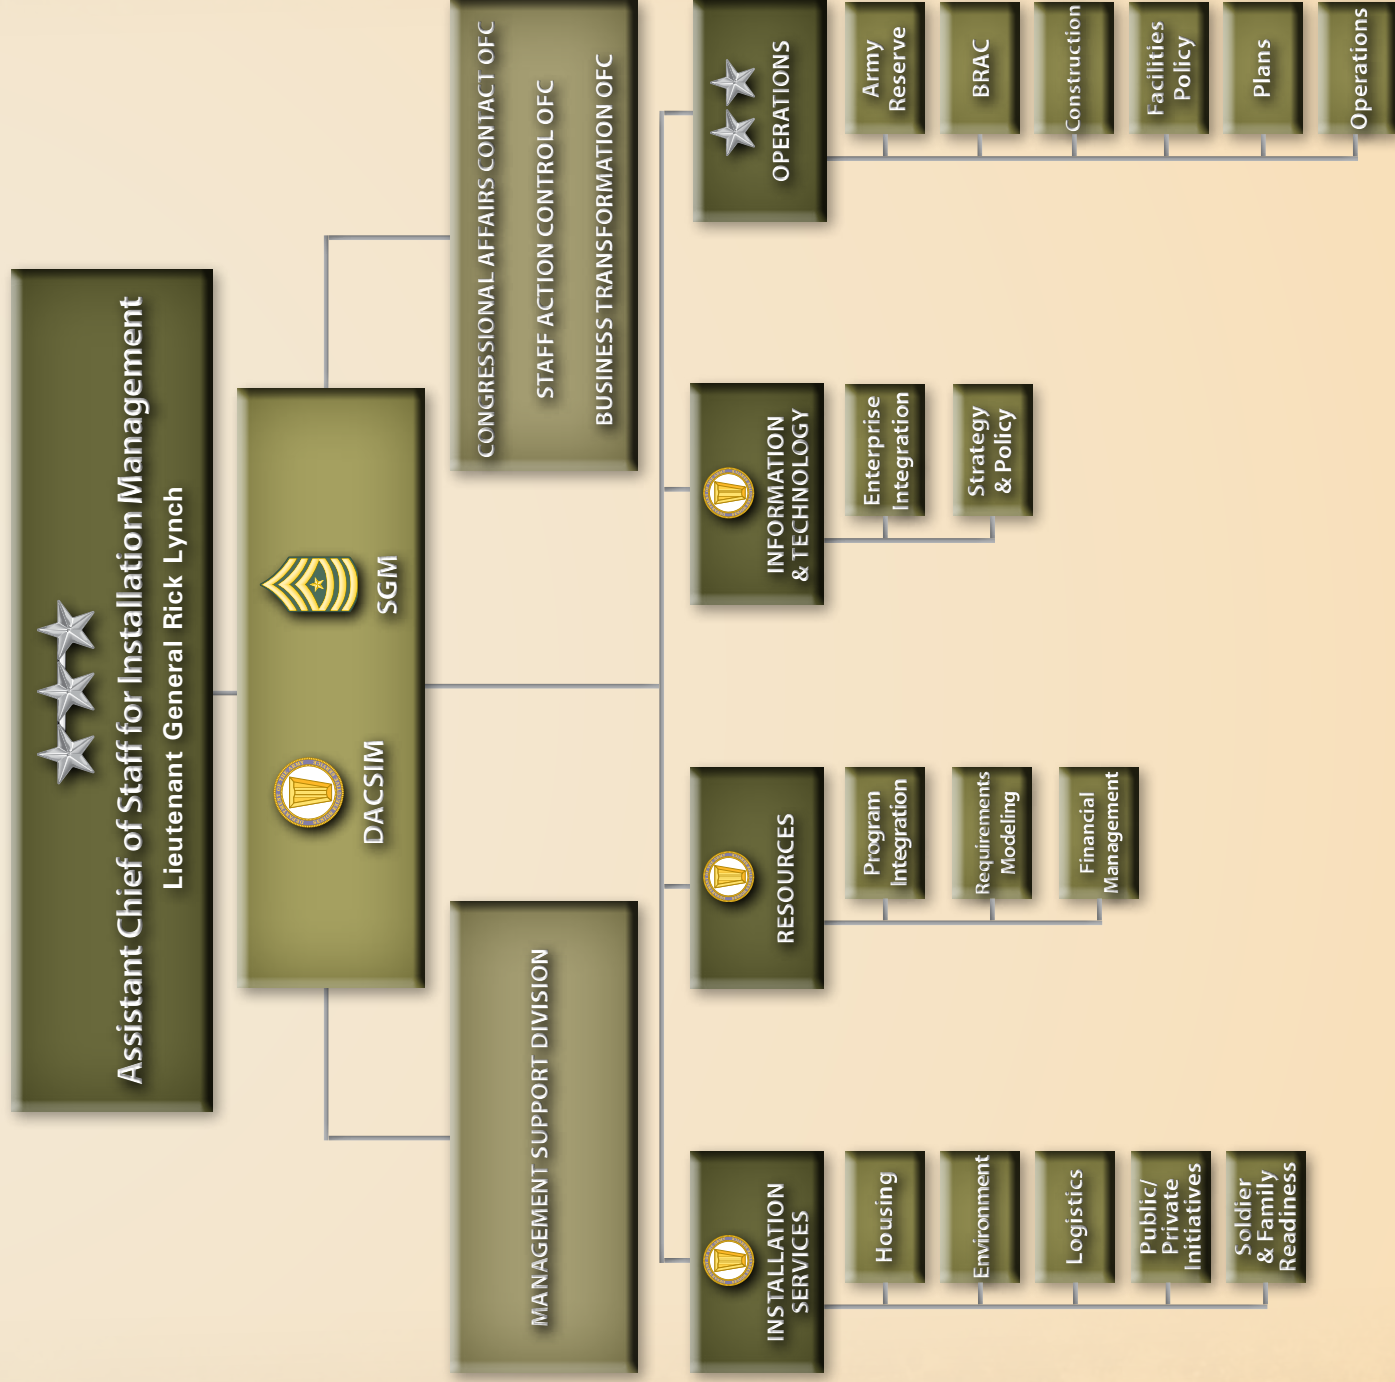 Assistant Chief of Staff for Installation Management
Lieutenant General Rick Lynch
DACSIM
SGM
MANAGEMENT SUPPORT DIVISION
CONGRESSIONAL AFFAIRS CONTACT OFC
STAFF ACTION CONTROL OFC
BUSINESS TRANSFORMATION OFC
INSTALLATION
SERVICES
Housing
Environment
Logistics
Public/
Private
Initiatives
Soldier
& Family
Readiness
RESOURCES
Program
Integration
Requirements
Modeling
Financial
Management
INFORMATION
& TECHNOLOGY
Enterprise
Integration
Strategy
& Policy
OPERATIONS
Army
Reserve
BRAC
Construction
Facilities
Policy
Plans
Operations